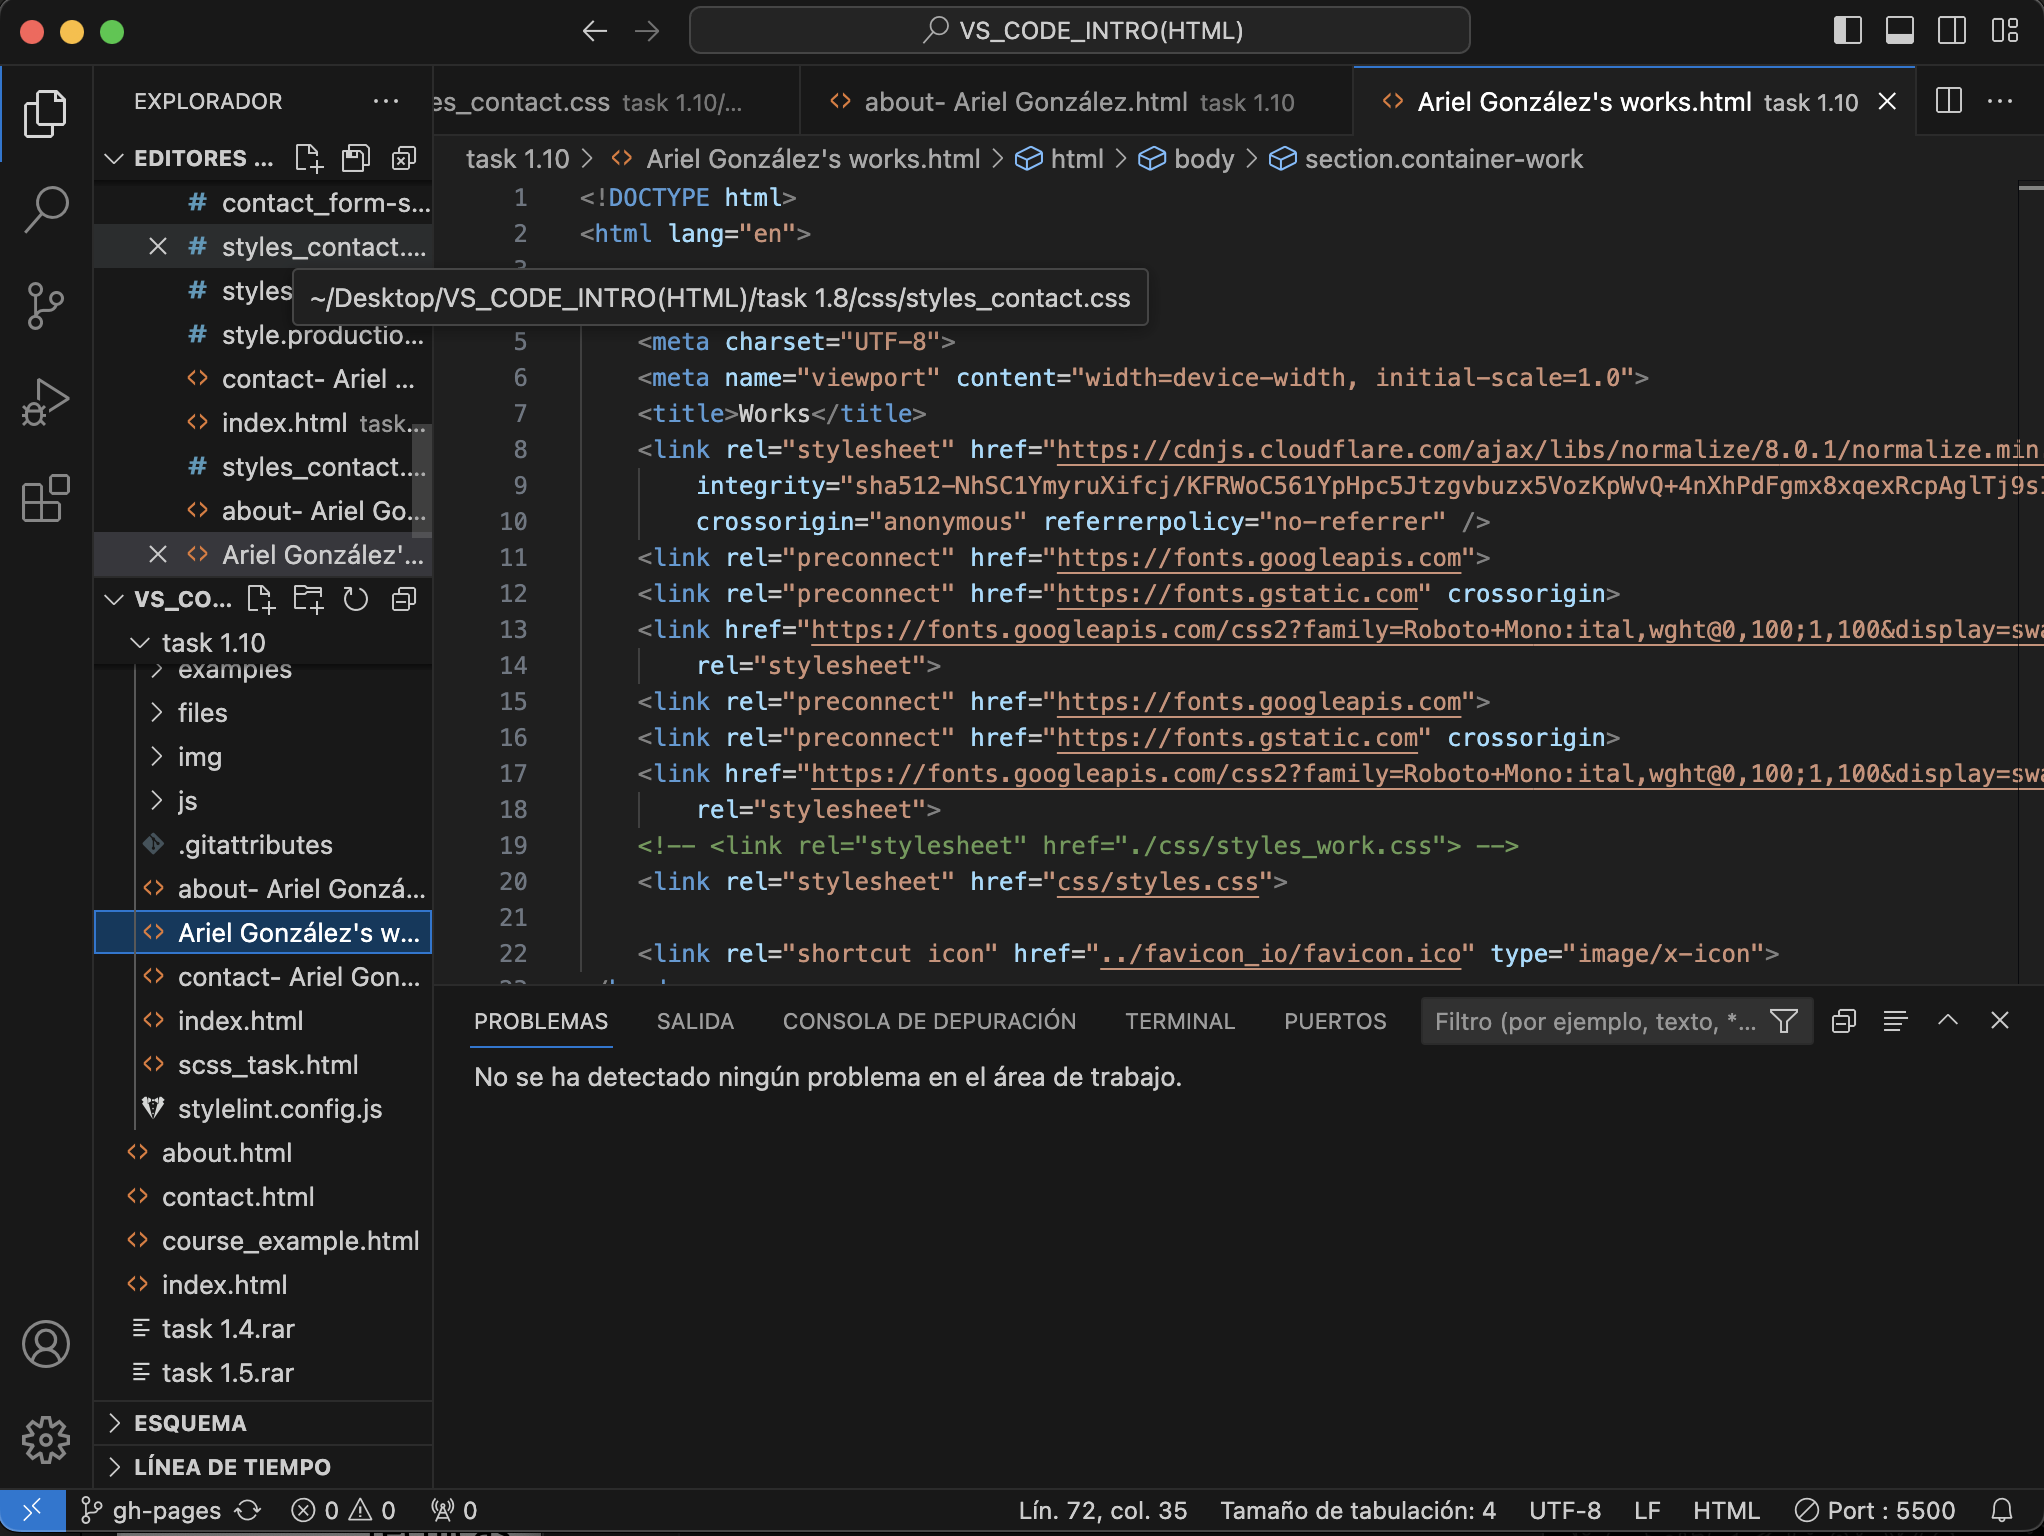 VS_CODE_INTRO(HTML)
EXPLORADOR
EDITORES ...
contact_form-s...
styles_contact....
styles
style.productio...
contact- Ariel ...
index.html task...
styles_contact....
about- Ariel Go...
Ariel González'...
VS_CO...
task 1.10
examples
files
img
js
.gitattributes
about- Ariel Gonzá...
Ariel González's w...
contact- Ariel Gon...
index.html
scss_task.html
stylelint.config.js
about.html
contact.html
course_example.html
index.html
task 1.4.rar
task 1.5.rar
ESQUEMA
LÍNEA DE TIEMPO
es_contact.css task 1.10/...
about- Ariel González.html task 1.10
Ariel González's works.html task 1.10
task 1.10 > Ariel González's works.html > html > body > section.container-work
~/Desktop/VS_CODE_INTRO(HTML)/task 1.8/css/styles_contact.css
1 <!DOCTYPE html>
2 <html lang="en">
5 <meta charset="UTF-8">
6 <meta name="viewport" content="width=device-width, initial-scale=1.0">
7 <title>Works</title>
8 <link rel="stylesheet" href="https://cdnjs.cloudflare.com/ajax/libs/normalize/8.0.1/normalize.min.
9 integrity="sha512-NhSC1YmyruXifcj/KFRWoC561YpHpc5Jtzgvbuzx5VozKpWvQ+4nXhPdFgmx8xqexRcpAglTj9s
10 crossorigin="anonymous" referrerpolicy="no-referrer" />
11 <link rel="preconnect" href="https://fonts.googleapis.com">
12 <link rel="preconnect" href="https://fonts.gstatic.com" crossorigin>
13 <link href="https://fonts.googleapis.com/css2?family=Roboto+Mono:ital,wght@0,100;1,100&display=swa
14 rel="stylesheet">
15 <link rel="preconnect" href="https://fonts.googleapis.com">
16 <link rel="preconnect" href="https://fonts.gstatic.com" crossorigin>
17 <link href="https://fonts.googleapis.com/css2?family=Roboto+Mono:ital,wght@0,100;1,100&display=swa
18 rel="stylesheet">
19 <!-- <link rel="stylesheet" href="./css/styles_work.css"> -->
20 <link rel="stylesheet" href="css/styles.css">
21
22 <link rel="shortcut icon" href="../favicon_io/favicon.ico" type="image/x-icon">
PROBLEMAS SALIDA CONSOLA DE DEPURACIÓN TERMINAL PUERTOS Filtro (por ejemplo, texto, *...
No se ha detectado ningún problema en el área de trabajo.
gh-pages 0 0 0 Lín. 72, col. 35 Tamaño de tabulación: 4 UTF-8 LF HTML Port : 5500